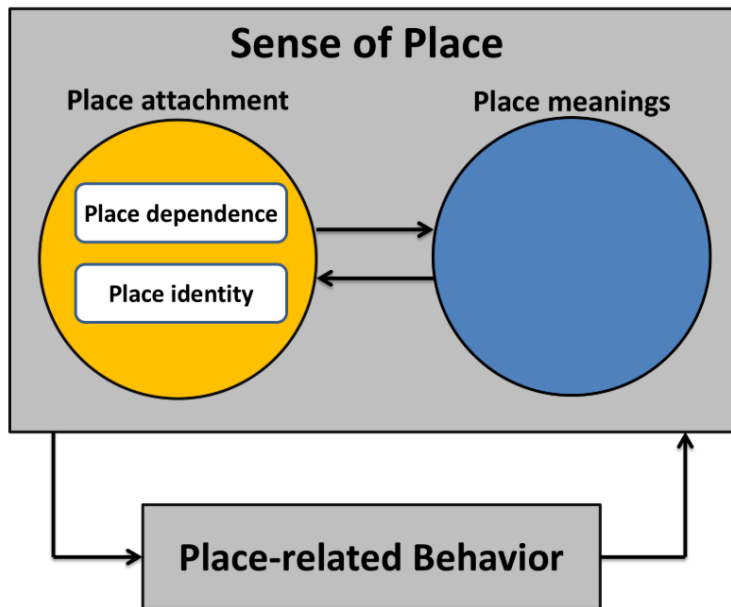 Sense of Place
Place attachment
Place meanings
Place dependence
Place identity
Place-related Behavior